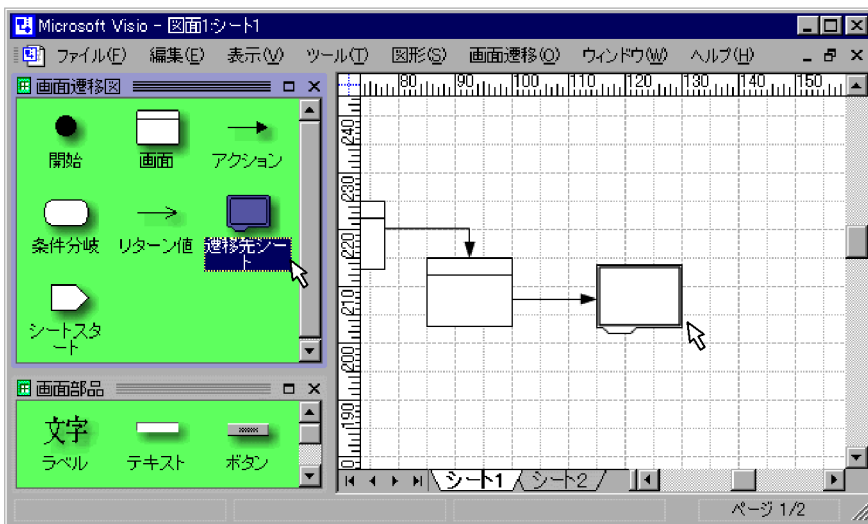 Microsoft Visio - 図面1:シート1
ファイル(F) 編集(E) 表示(V) ツール(T) 図形(S) 画面遷移(O) ウィンドウ(W) ヘルプ(H)
画面遷移図
開始
画面
アクション
条件分岐
リターン値
遷移先シー
ト
シートスタ
ート
画面部品
文字
ラベル
テキスト
ボタン
80 90 100 110 120 130 140 150
240
230
220
210
200
190
シート1 シート2
ページ 1/2